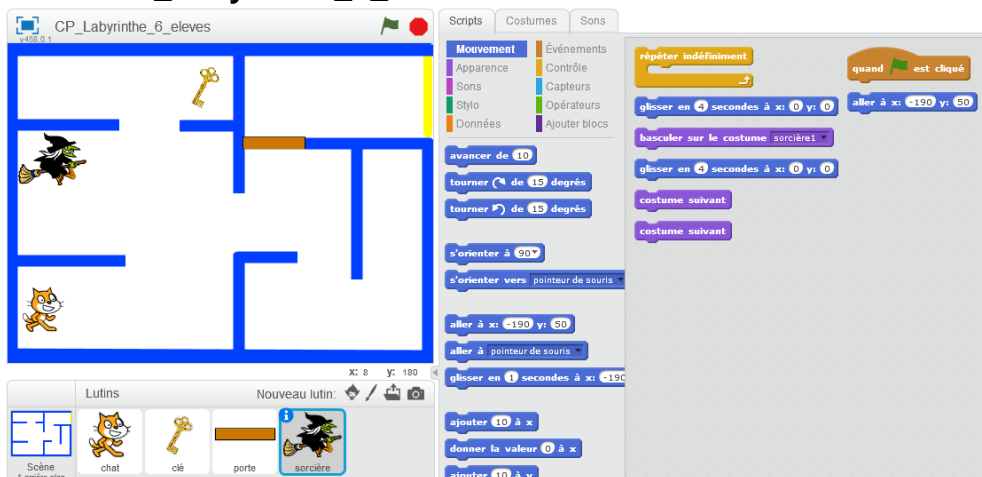 CP_Labyrinthe_6_eleves
v458.0.1
x: 8 y: 180
Lutins
Nouveau lutin:
Scène
chat
clé
porte
sorcière
Scripts
Costumes
Sons
Mouvement
Événements
Apparence
Contrôle
Sons
Capteurs
Stylo
Opérateurs
Données
Ajouter blocs
avancer de 10
tourner de 15 degrés
tourner de 15 degrés
s'orienter à 90
s'orienter vers pointeur de souris
aller à x: -190 y: 50
aller à pointeur de souris
glisser en 1 secondes à x: -190
ajouter 10 à x
donner la valeur 0 à x
ajouter 10 à x
répéter indéfiniment
glisser en 4 secondes à x: 0 y: 0
basculer sur le costume sorcière1
glisser en 4 secondes à x: 0 y: 0
costume suivant
costume suivant
quand est cliqué
aller à x: -190 y: 50